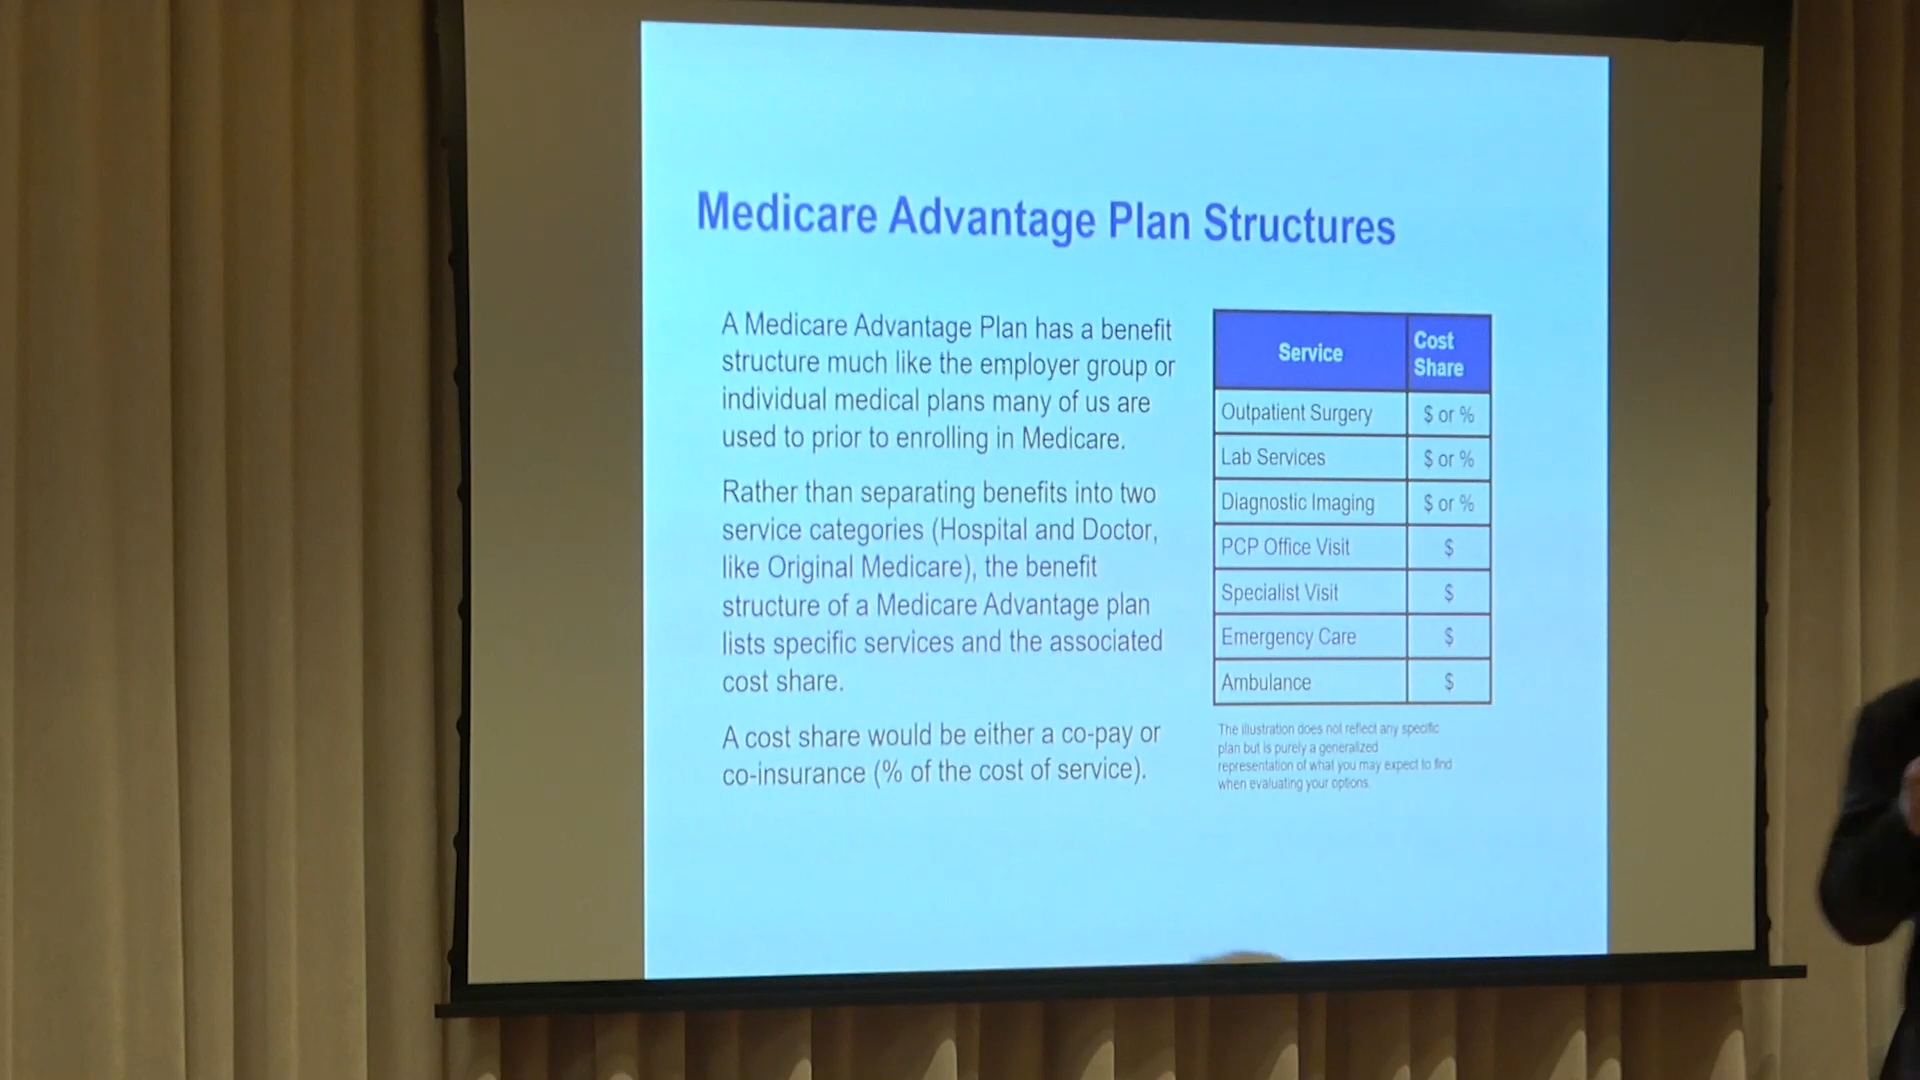 Medicare Advantage Plan Structures
A Medicare Advantage Plan has a benefit
structure much like the employer group or
individual medical plans many of us are
used to prior to enrolling in Medicare.
Rather than separating benefits into two
service categories (Hospital and Doctor,
like Original Medicare), the benefit
structure of a Medicare Advantage plan
lists specific services and the associated
cost share.
A cost share would be either a co-pay or
co-insurance (% of the cost of service).
Service
Cost
Share
Outpatient Surgery $ or %
Lab Services $ or %
Diagnostic Imaging $ or %
PCP Office Visit $
Specialist Visit $
Emergency Care $
Ambulance $
The illustration does not reflect any specific
plan but is purely a generalized
representation of what you may expect to find
when evaluating your options.